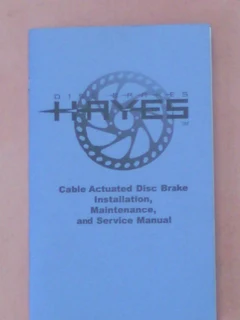 DISC BRAKES
HAYES
Cable Actuated Disc Brake
Installation,
Maintenance,
and Service Manual